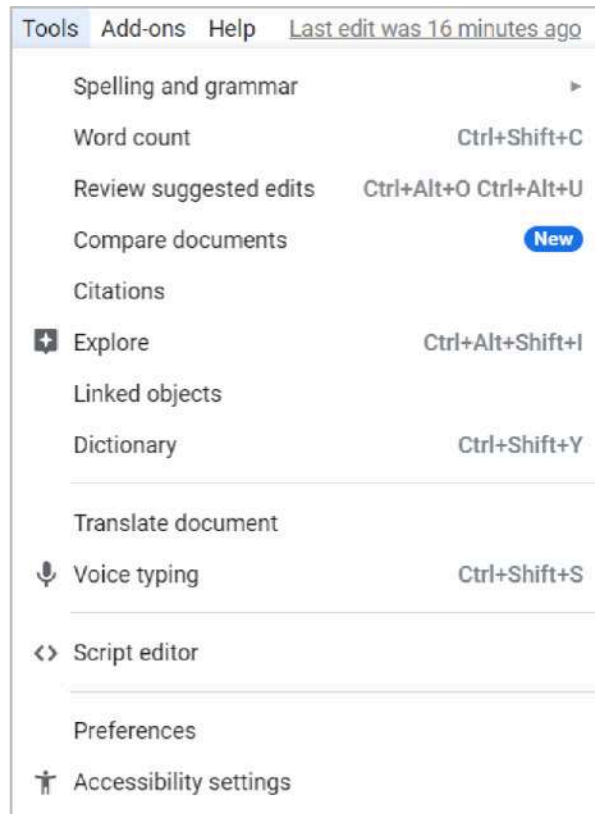 Tools Add-ons Help Last edit was 16 minutes ago
Spelling and grammar
Word count Ctrl+Shift+C
Review suggested edits Ctrl+Alt+O Ctrl+Alt+U
Compare documents New
Citations
Explore Ctrl+Alt+Shift+I
Linked objects
Dictionary Ctrl+Shift+Y
Translate document
Voice typing Ctrl+Shift+S
Script editor
Preferences
Accessibility settings